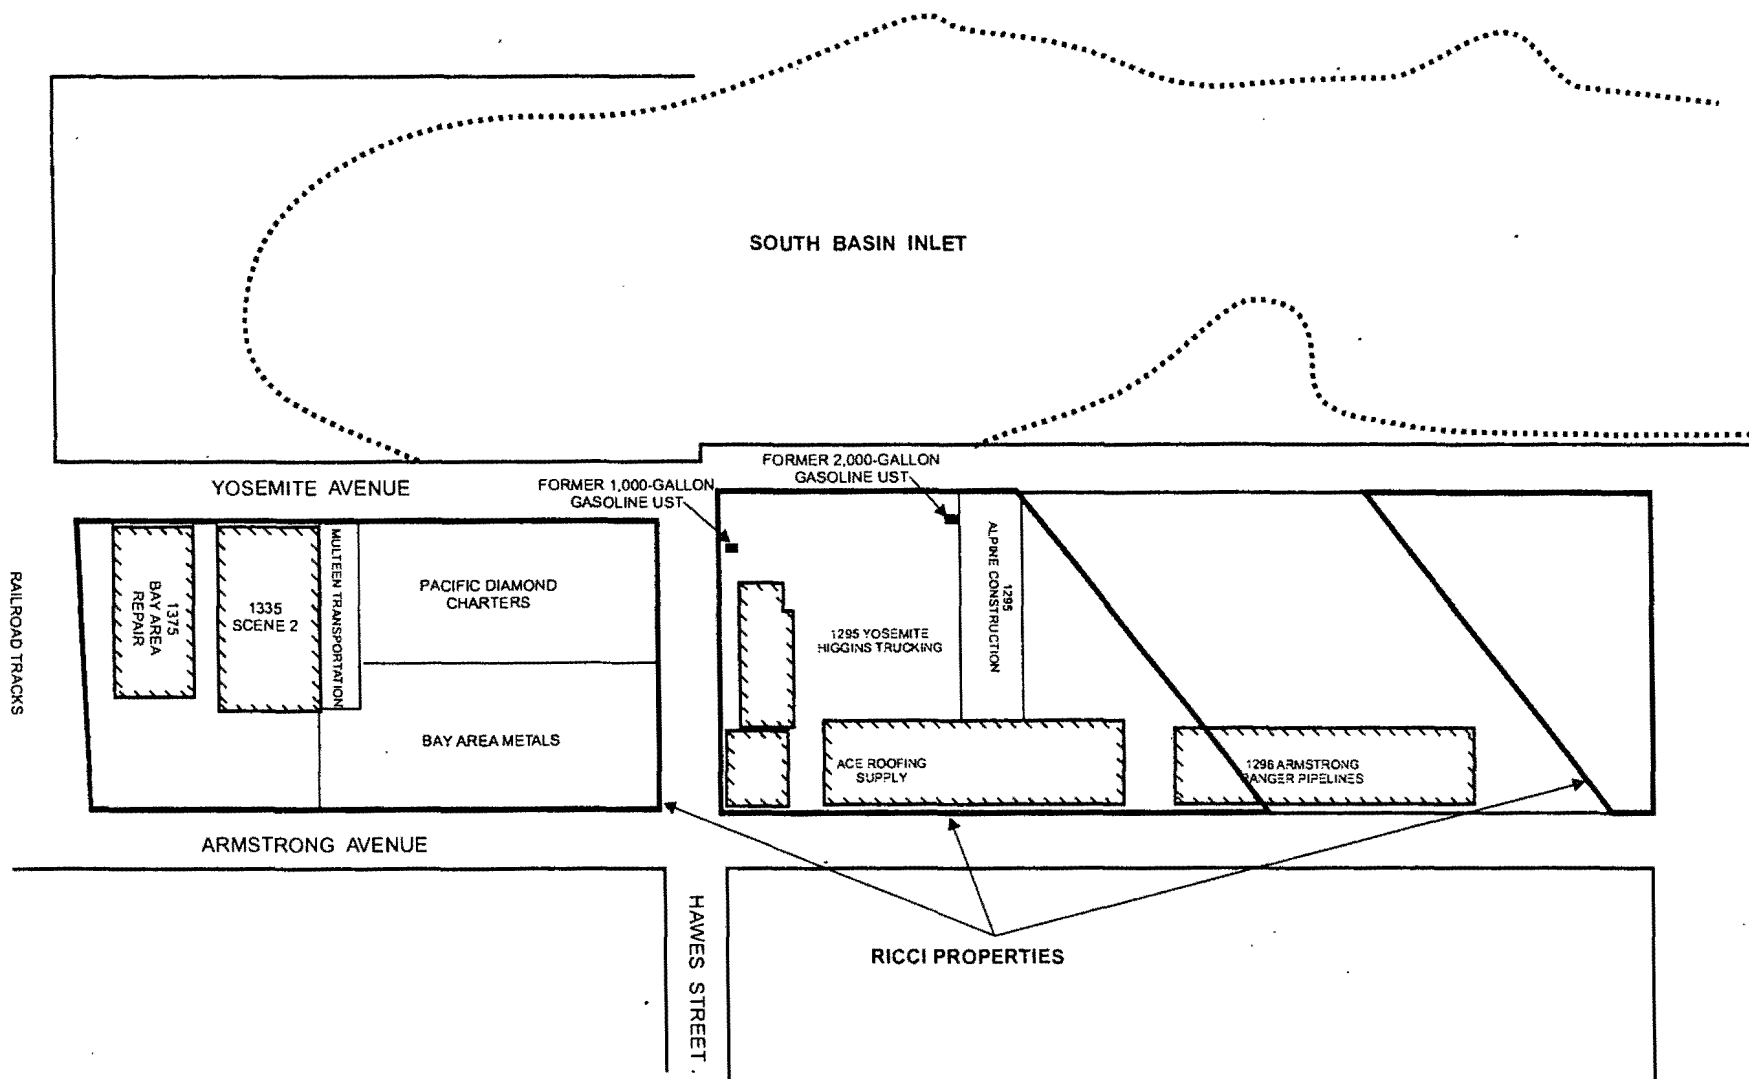 SOUTH BASIN INLET
FORMER 2,000-GALLON
GASOLINE UST
YOSEMITE AVENUE
FORMER 1,000-GALLON
GASOLINE UST
RAILROAD TRACKS
1375
BAY AREA
REPAIR
1335
SCENE 2
MULTEEN TRANSPORTATION
PACIFIC DIAMOND
CHARTERS
BAY AREA METALS
1295 YOSEMITE
HIGGINS TRUCKING
1295
ALPINE CONSTRUCTION
ACE ROOFING
SUPPLY
1296 ARMSTRONG
RANGER PIPELINES
ARMSTRONG AVENUE
HAWES STREET
RICCI PROPERTIES